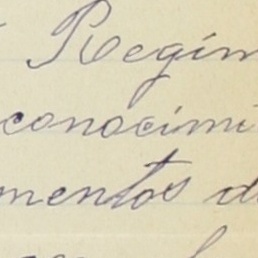 Regim
conocimi
mentos d